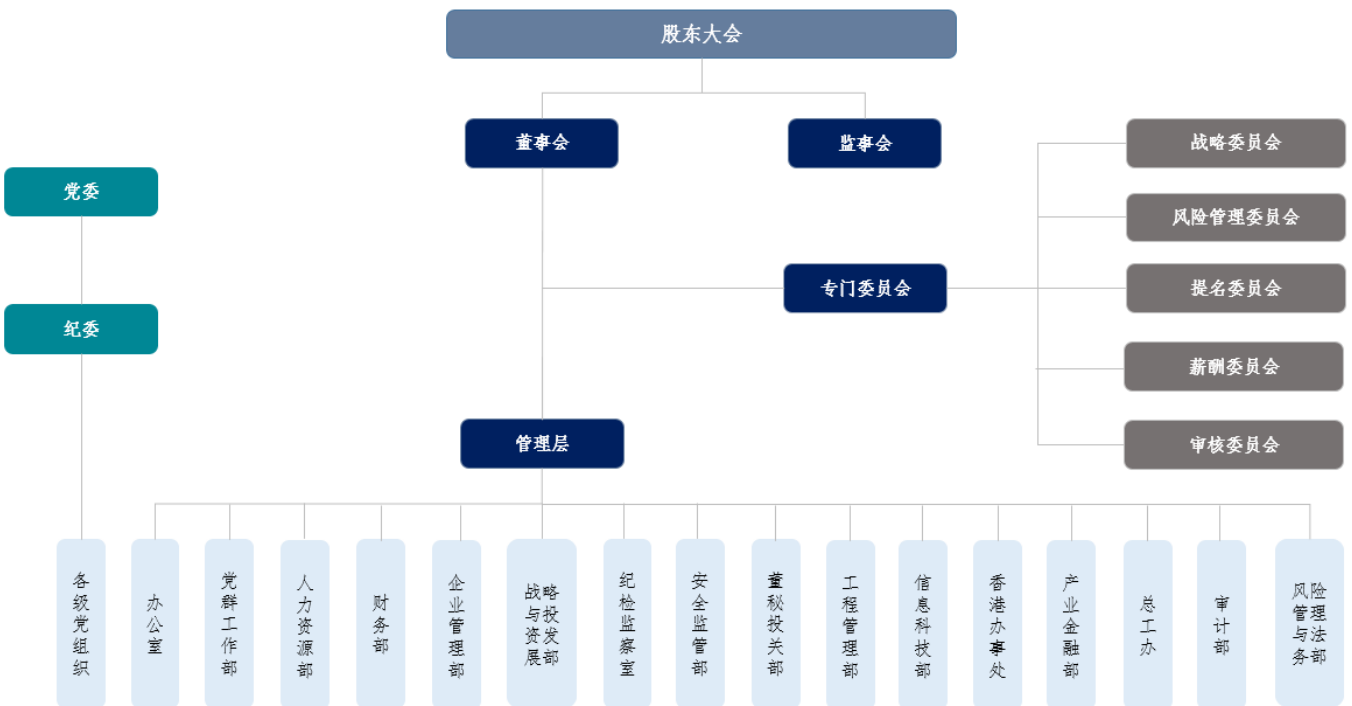 股东大会
董事会
监事会
战略委员会
党委
风险管理委员会
专门委员会
提名委员会
纪委
薪酬委员会
管理层
审核委员会
各级党组织
办公室
党群工作部
人力资源部
财务部
企业管理部
战略
与投
资发
展部
纪检监察室
安全监管部
董秘投关部
工程管理部
信息科技部
香港办事处
产业金融部
总工办
审计部
风险
管理
与法
务部